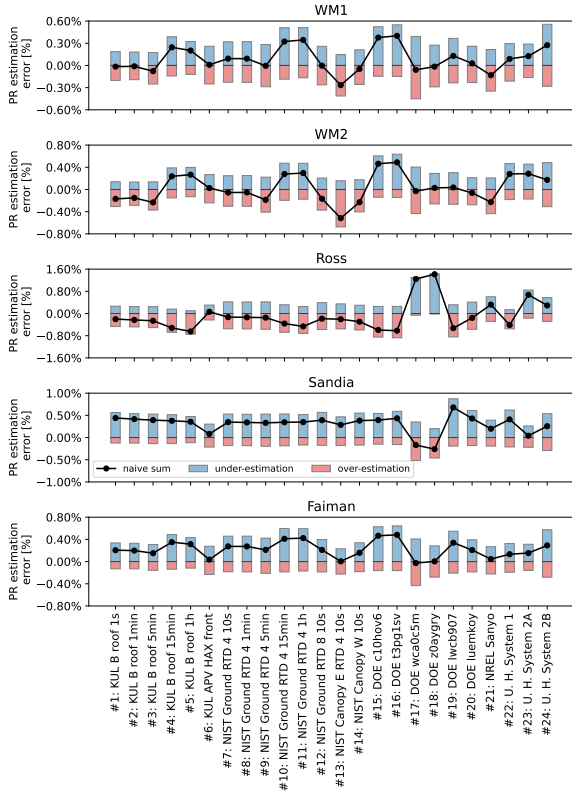 WM1
PR estimation
error [%]
0.60%
0.30%
0.00%
−0.30%
−0.60%
WM2
PR estimation
error [%]
0.80%
0.40%
0.00%
−0.40%
−0.80%
Ross
PR estimation
error [%]
1.60%
0.80%
0.00%
−0.80%
−1.60%
Sandia
PR estimation
error [%]
1.00%
0.50%
0.00%
−0.50%
−1.00%
naive sum
under-estimation
over-estimation
Faiman
PR estimation
error [%]
0.80%
0.40%
0.00%
−0.40%
−0.80%
#1: KUL B roof 1s
#2: KUL B roof 1min
#3: KUL B roof 5min
#4: KUL B roof 15min
#5: KUL B roof 1h
#6: KUL APV HAX front
#7: NIST Ground RTD 4 10s
#8: NIST Ground RTD 4 1min
#9: NIST Ground RTD 4 5min
#10: NIST Ground RTD 4 15min
#11: NIST Ground RTD 4 1h
#12: NIST Ground RTD 8 10s
#13: NIST Canopy E RTD 4 10s
#14: NIST Canopy W 10s
#15: DOE c10hov6
#16: DOE t3pg1sv
#17: DOE wca0c5m
#18: DOE z0aygry
#19: DOE lwcb907
#20: DOE luemkoy
#21: NREL Sanyo
#22: U. H. System 1
#23: U. H. System 2A
#24: U. H. System 2B